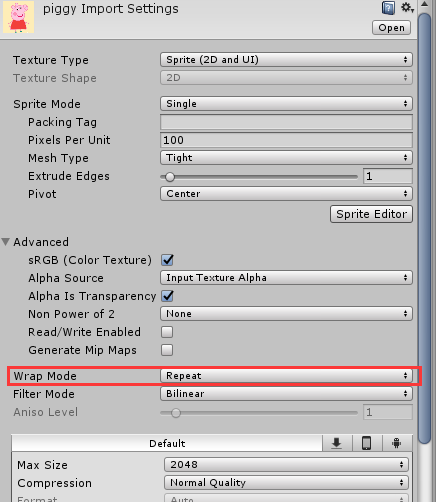 piggy Import Settings
Open
Texture Type Sprite (2D and UI)
Texture Shape 2D
Sprite Mode Single
Packing Tag
Pixels Per Unit 100
Mesh Type Tight
Extrude Edges 1
Pivot Center
Sprite Editor
Advanced
sRGB (Color Texture)
Alpha Source Input Texture Alpha
Alpha Is Transparency
Non Power of 2 None
Read/Write Enabled
Generate Mip Maps
Wrap Mode Repeat
Filter Mode Bilinear
Aniso Level 1
Default
Max Size 2048
Compression Normal Quality
Format Auto